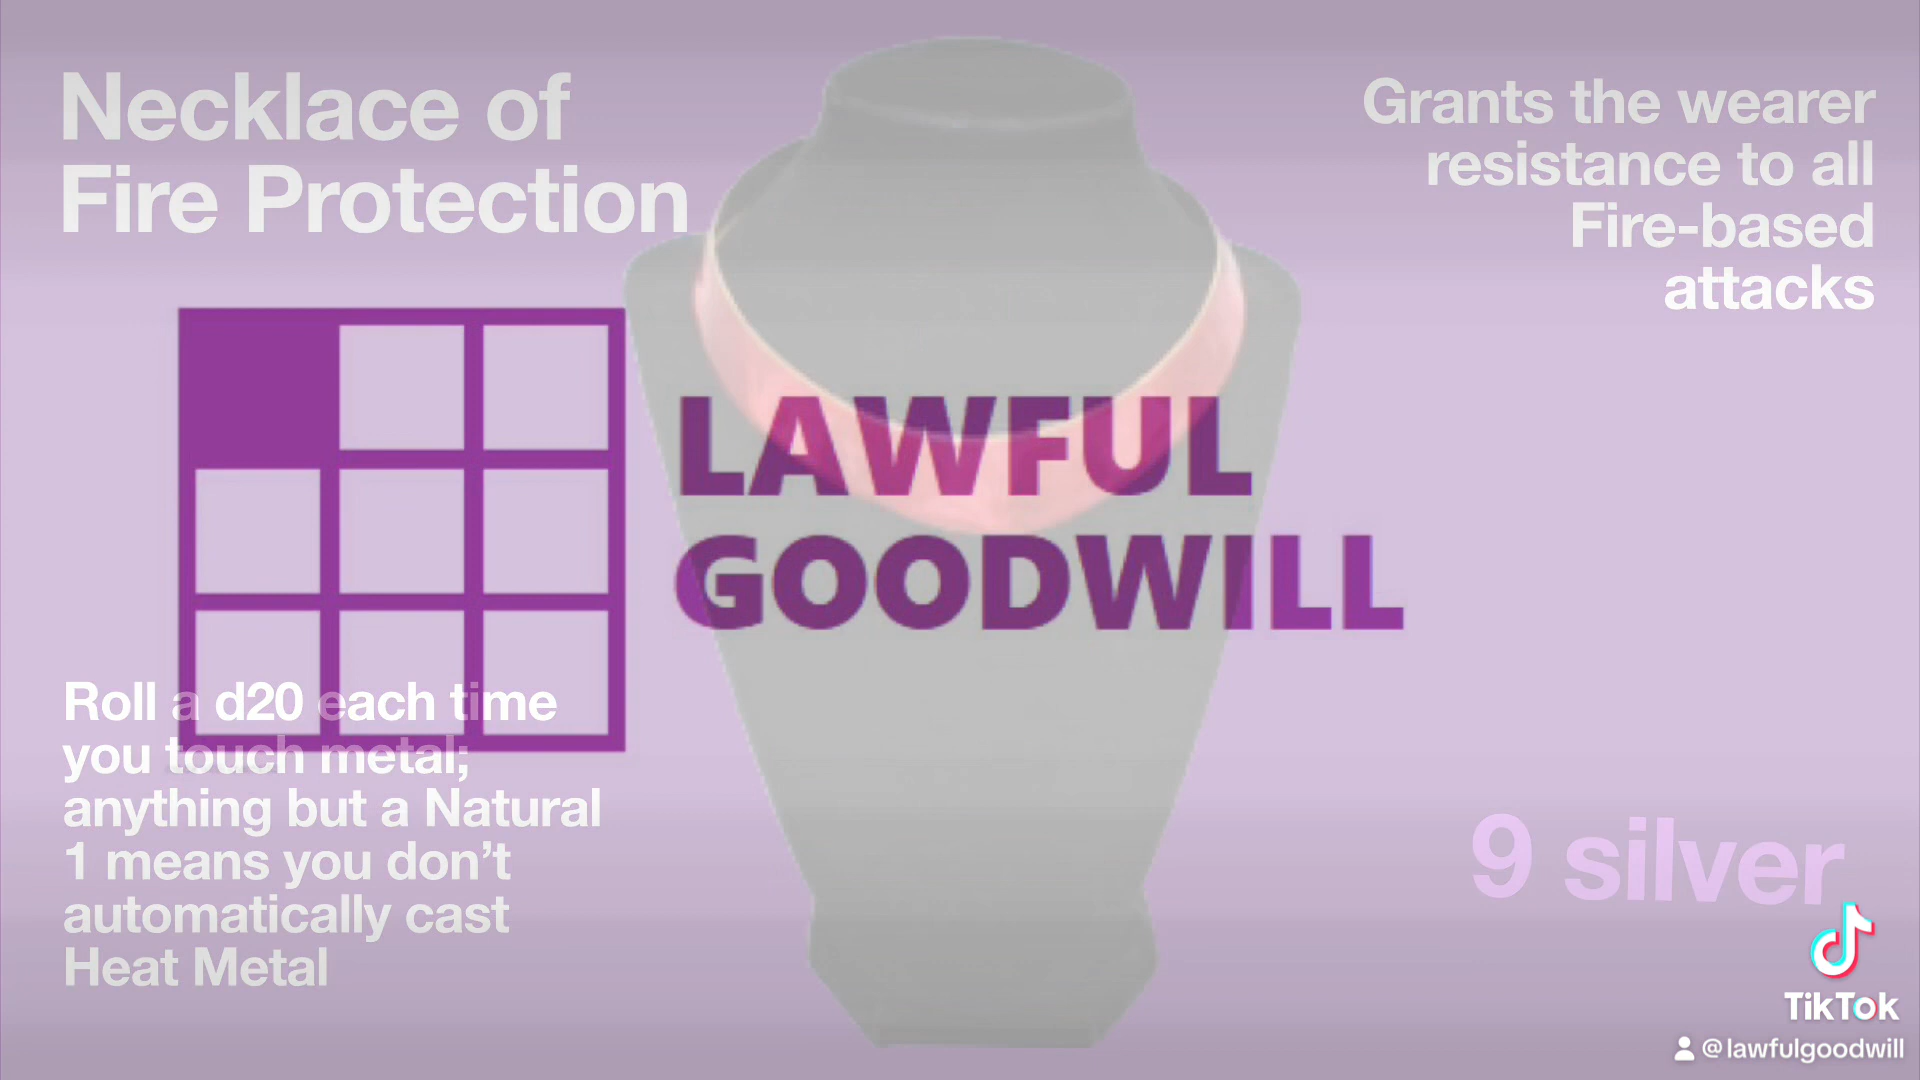 Necklace of
Fire Protection
Grants the wearer
resistance to all
Fire-based
attacks
LAWFUL
GOODWILL
Roll a d20 each time
you touch metal;
anything but a Natural
1 means you don’t
automatically cast
Heat Metal
9 silver
TikTok
@lawfulgoodwill